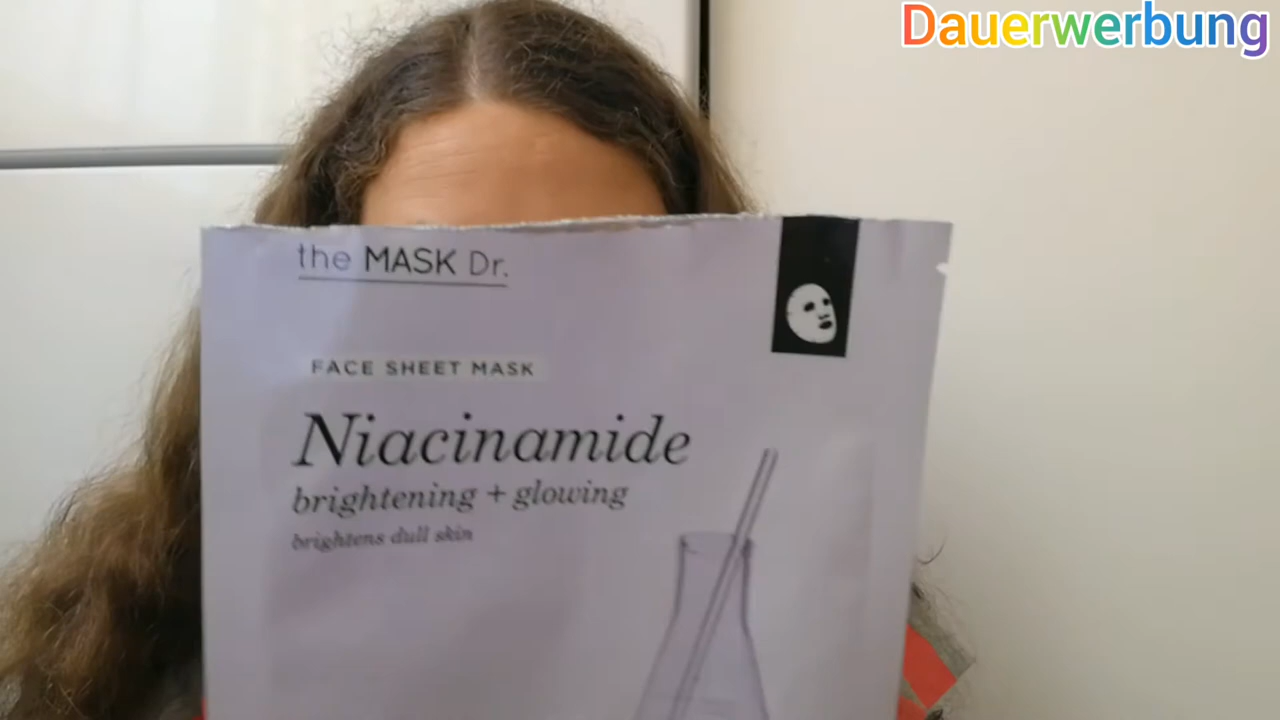 Dauerwerbung
the MASK Dr.
FACE SHEET MASK
Niacinamide
brightening + glowing
brightens dull skin